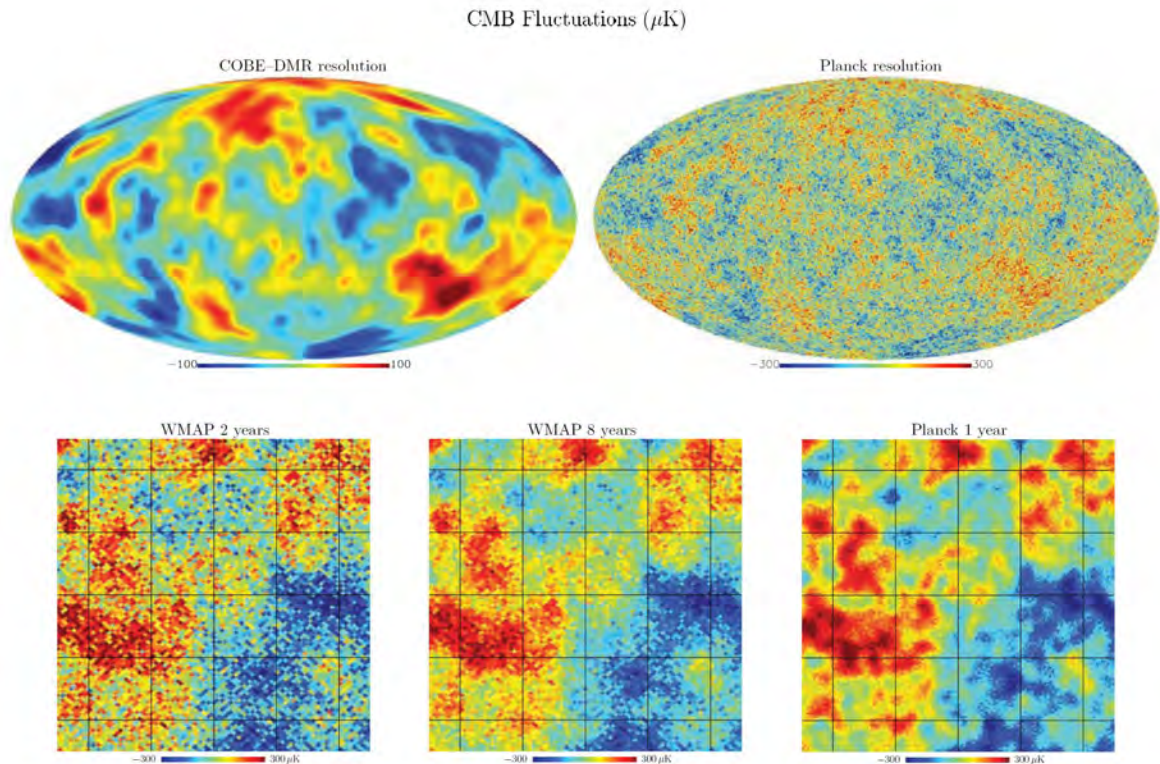 CMB Fluctuations (μK)
COBE–DMR resolution
Planck resolution
−100 100
−300 300
WMAP 2 years
WMAP 8 years
Planck 1 year
−300 300 μK
−300 300 μK
−300 300 μK